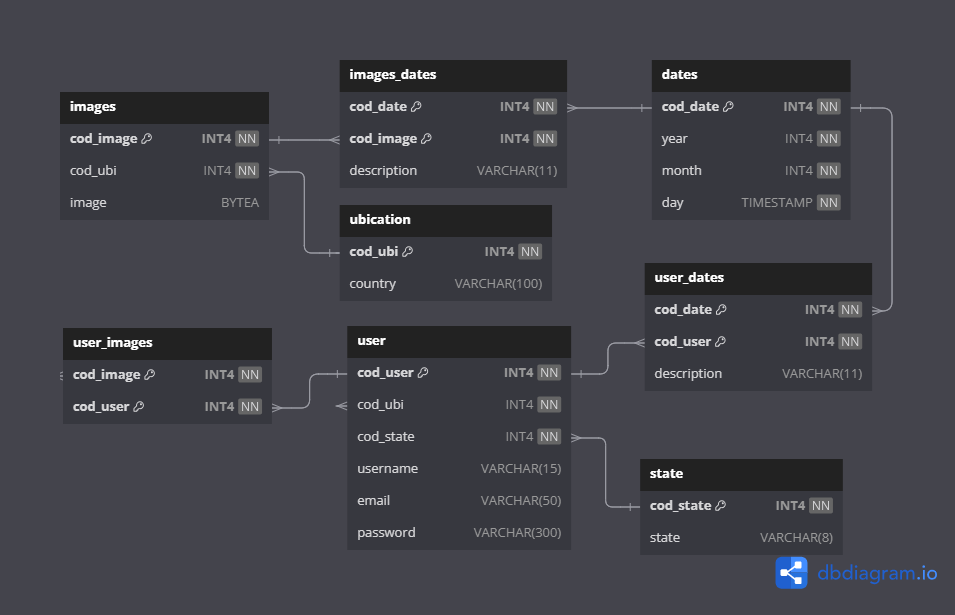 images
cod_image INT4 NN
cod_ubi INT4 NN
image BYTEA
images_dates
cod_date INT4 NN
cod_image INT4 NN
description VARCHAR(11)
dates
cod_date INT4 NN
year INT4 NN
month INT4 NN
day TIMESTAMP NN
ubication
cod_ubi INT4 NN
country VARCHAR(100)
user_dates
cod_date INT4 NN
cod_user INT4 NN
description VARCHAR(11)
user_images
cod_image INT4 NN
cod_user INT4 NN
user
cod_user INT4 NN
cod_ubi INT4 NN
cod_state INT4 NN
username VARCHAR(15)
email VARCHAR(50)
password VARCHAR(300)
state
cod_state INT4 NN
state VARCHAR(8)
dbdiagram.io